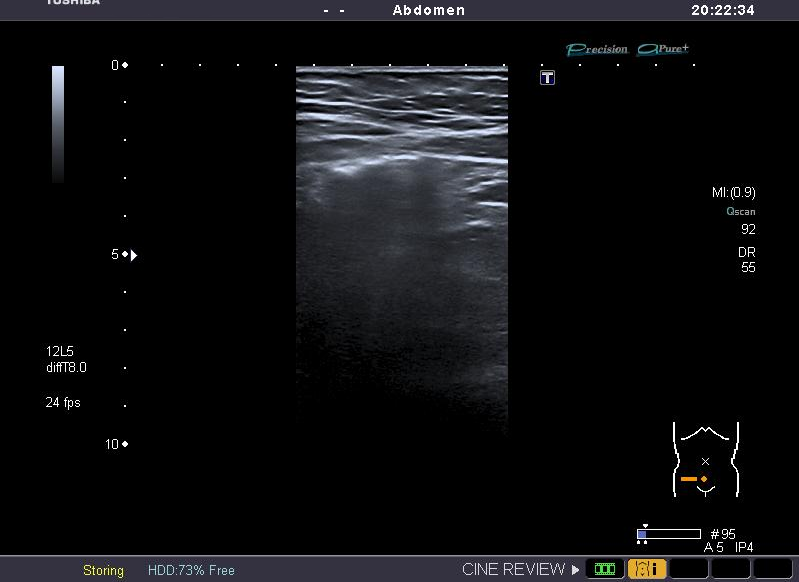 TOSHIBA
- - Abdomen 20:22:34
Precision APure+
0
T
MI:(0.9)
Qscan
92
DR
55
5
12L5
diffT8.0
24 fps
10
#95
A 5 IP4
Storing HDD:73% Free CINE REVIEW
i